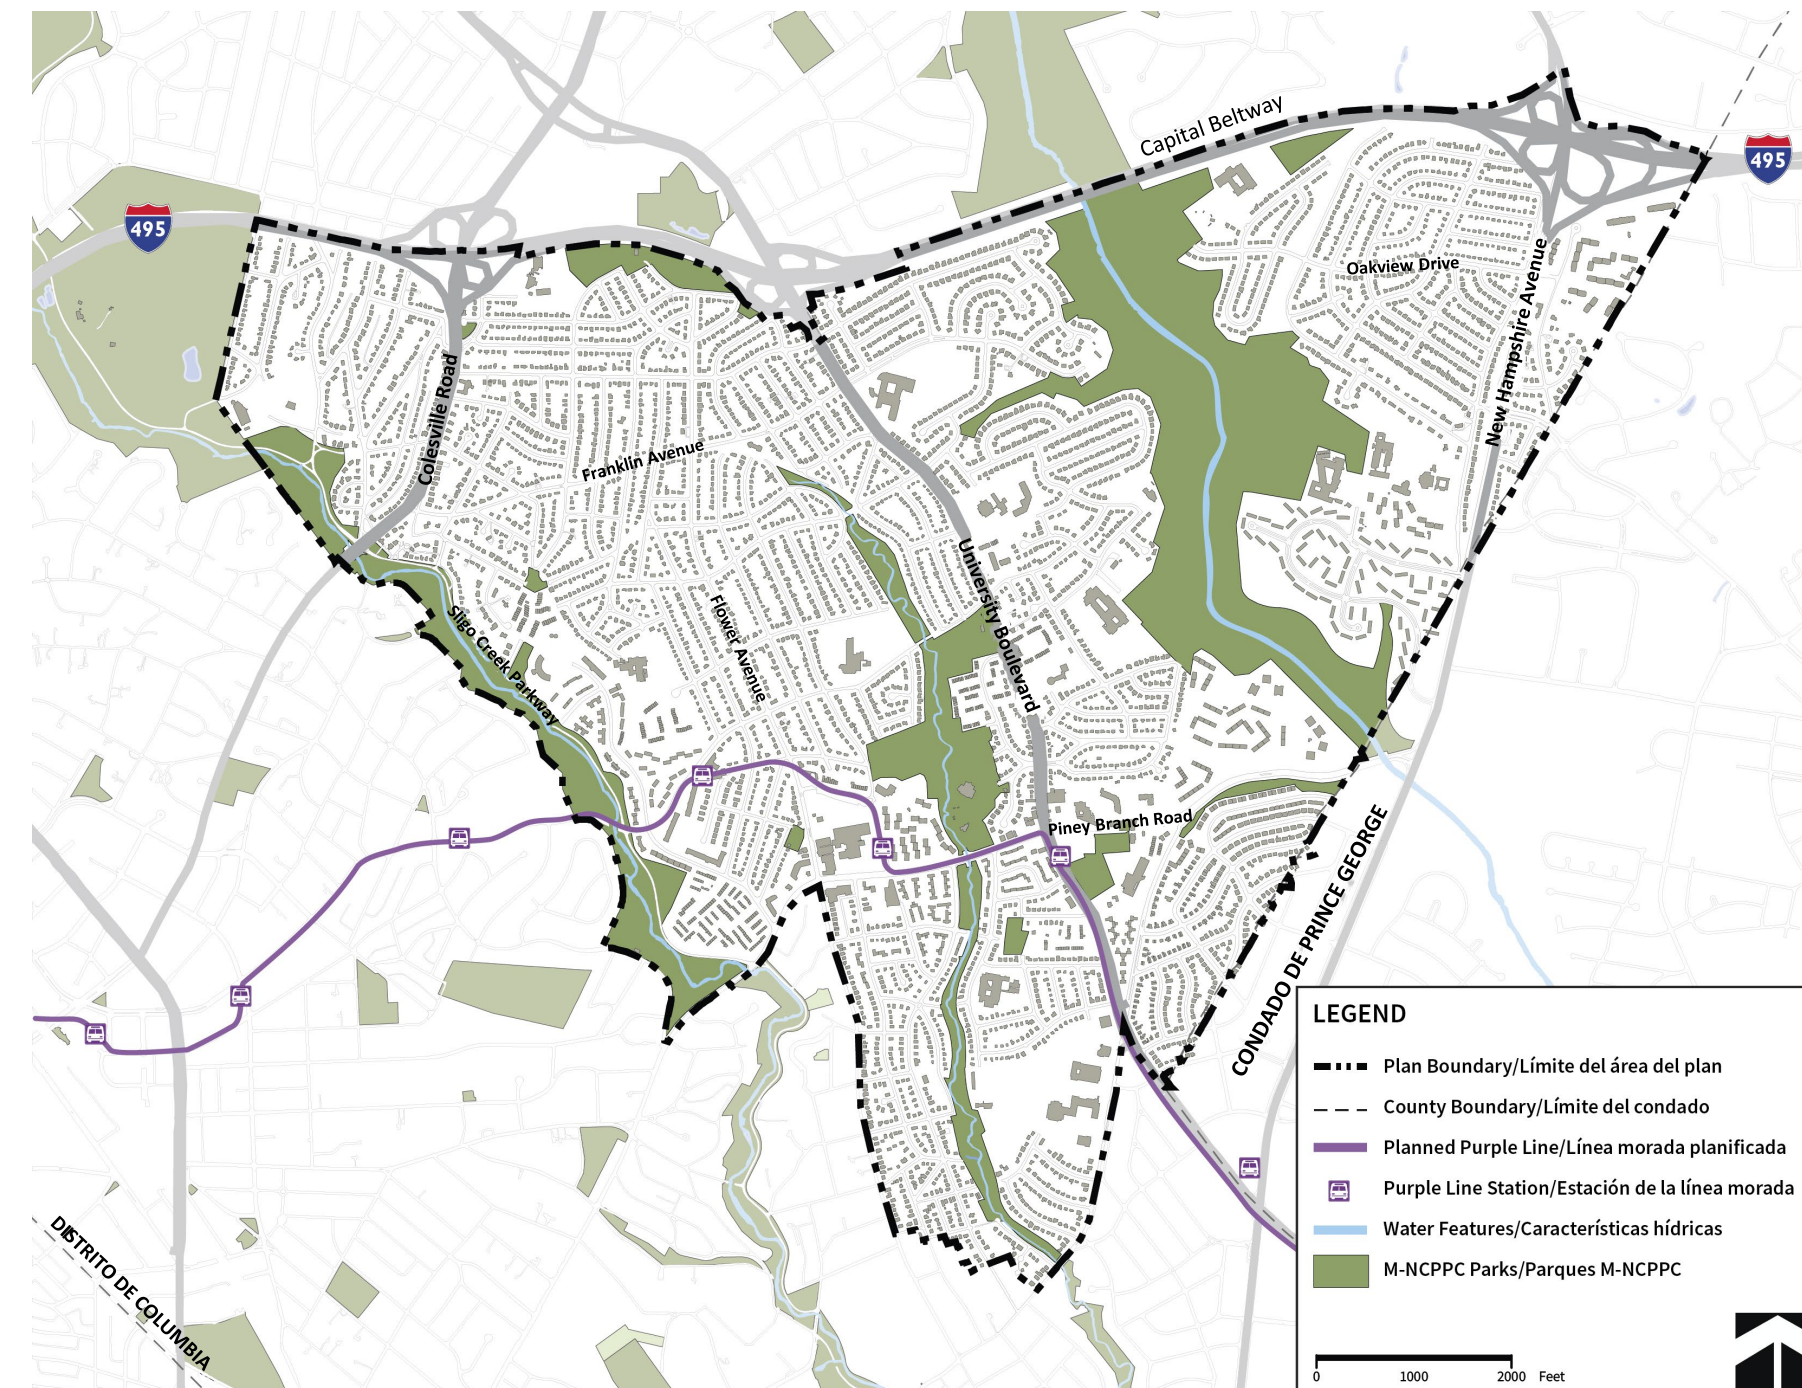 Capital Beltway
495
495
Oakview Drive
New Hampshire Avenue
Colesville Road
Franklin Avenue
University Boulevard
Flower Avenue
Sligo Creek Parkway
Piney Branch Road
CONDADO DE PRINCE GEORGE
DISTRITO DE COLUMBIA
LEGEND
Plan Boundary/Límite del área del plan
County Boundary/Límite del condado
Planned Purple Line/Línea morada planificada
Purple Line Station/Estación de la línea morada
Water Features/Características hídricas
M-NCPPC Parks/Parques M-NCPPC
0 1000 2000 Feet